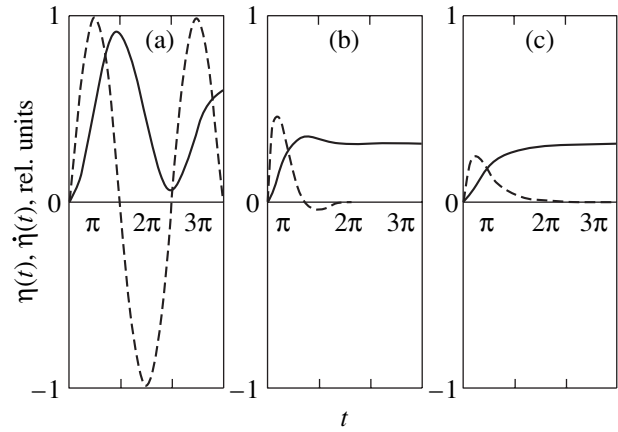 1 1 1
(a) (b) (c)
η(t), η̇(t), rel. units
0 0 0
π 2π 3π π 2π 3π π 2π 3π
−1 −1 −1
t